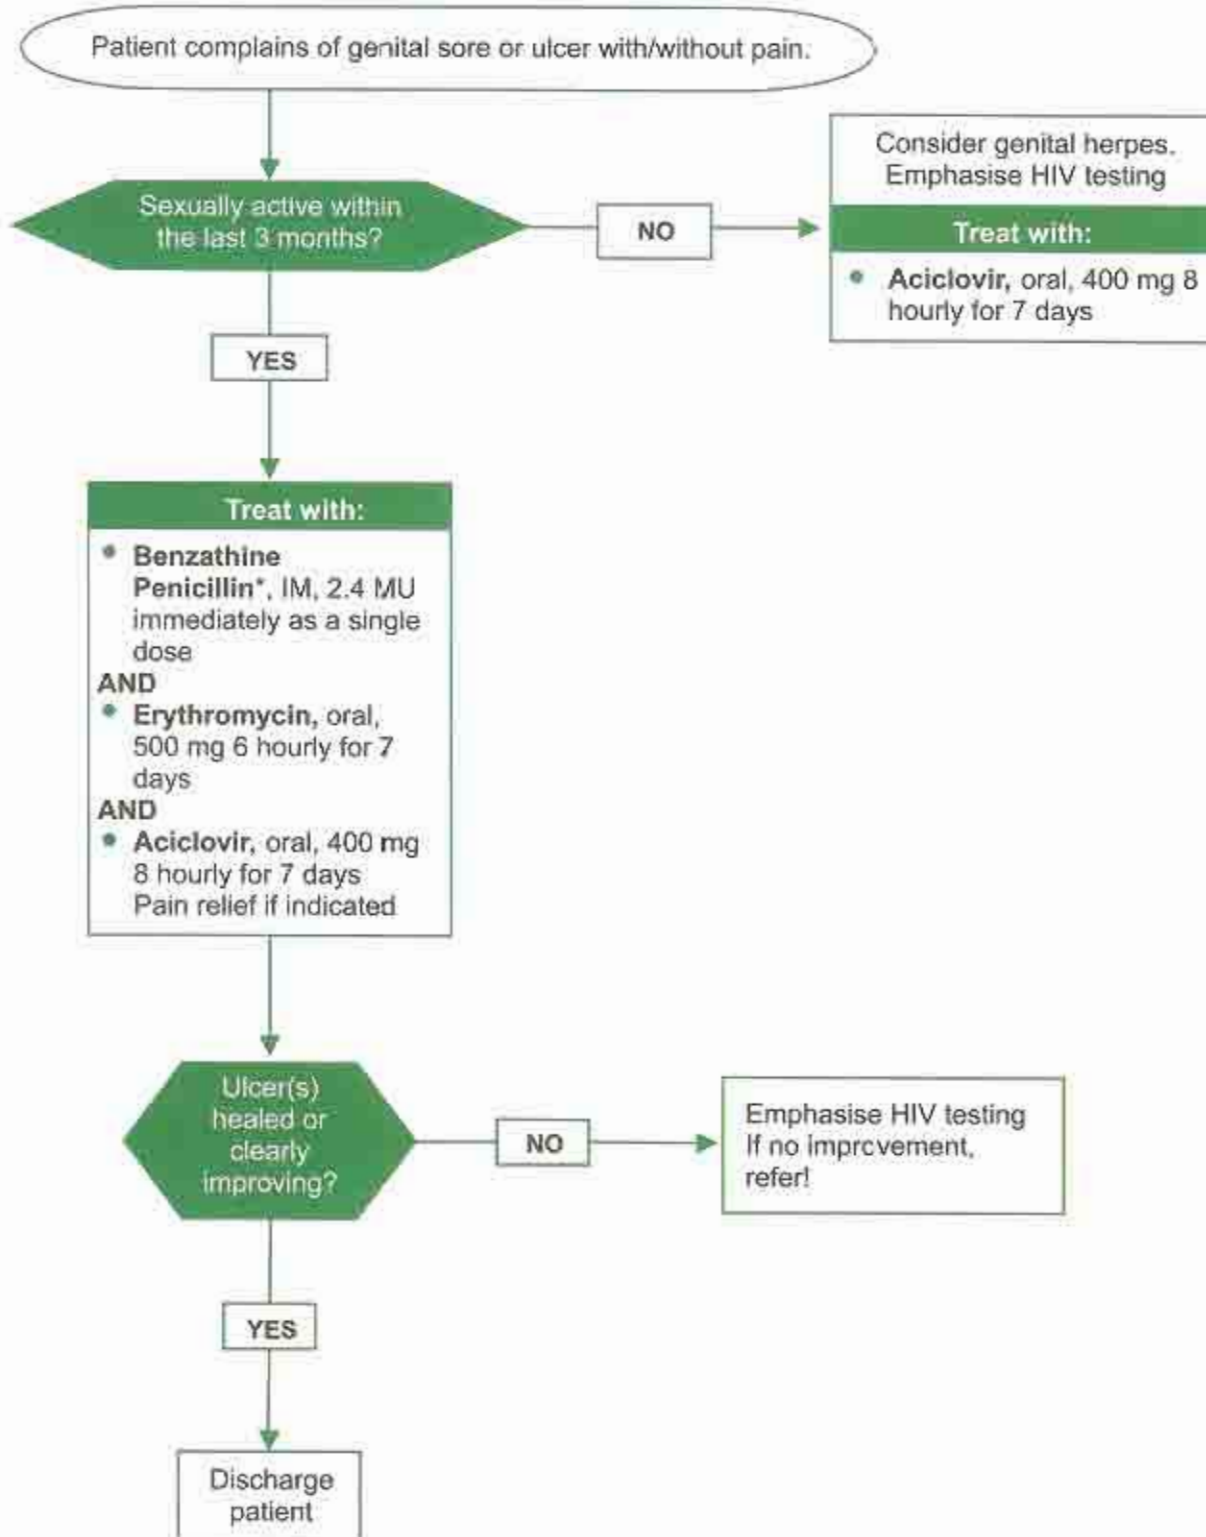 Patient complains of genital sore or ulcer with/without pain.
Sexually active within
the last 3 months?
NO
Consider genital herpes.
Emphasise HIV testing
Treat with:
• Aciclovir, oral, 400 mg 8
hourly for 7 days
YES
Treat with:
• Benzathine
Penicillin*, IM, 2.4 MU
immediately as a single
dose
AND
• Erythromycin, oral,
500 mg 6 hourly for 7
days
AND
• Aciclovir, oral, 400 mg
8 hourly for 7 days
Pain relief if indicated
Ulcer(s)
healed or
clearly
improving?
NO
Emphasise HIV testing
If no improvement,
refer!
YES
Discharge
patient